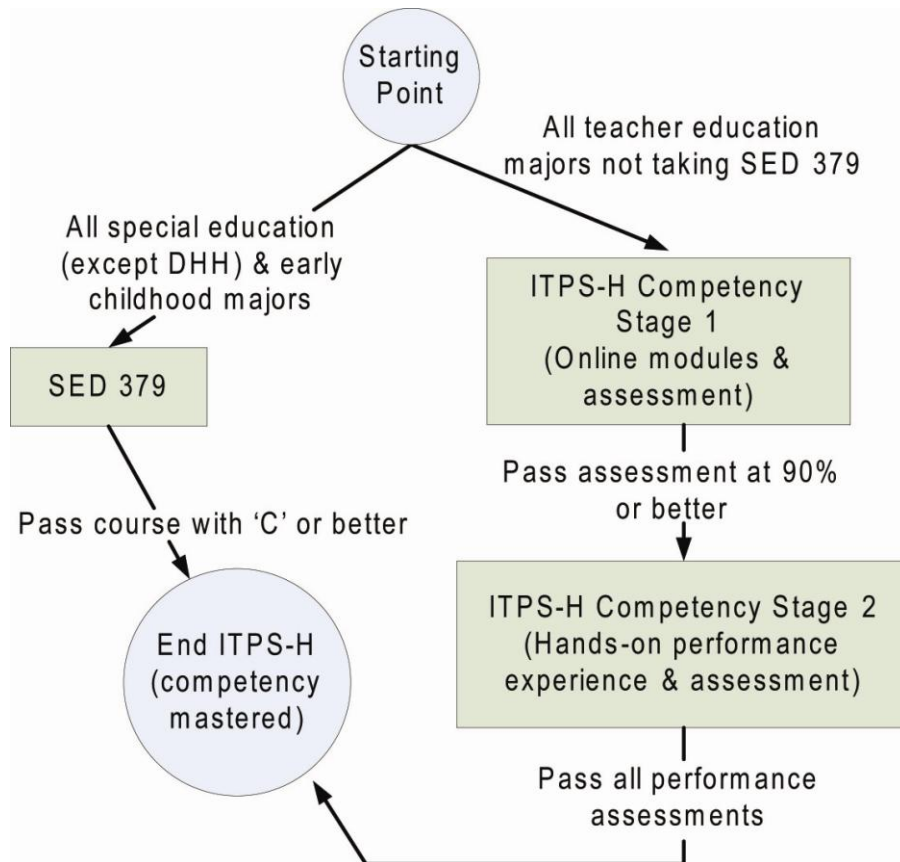 Starting
Point
All teacher education
majors not taking SED 379
All special education
(except DHH) & early
childhood majors
ITPS-H Competency
Stage 1
(Online modules &
assessment)
SED 379
Pass assessment at 90%
or better
Pass course with ‘C’ or better
ITPS-H Competency Stage 2
(Hands-on performance
experience & assessment)
End ITPS-H
(competency
mastered)
Pass all performance
assessments